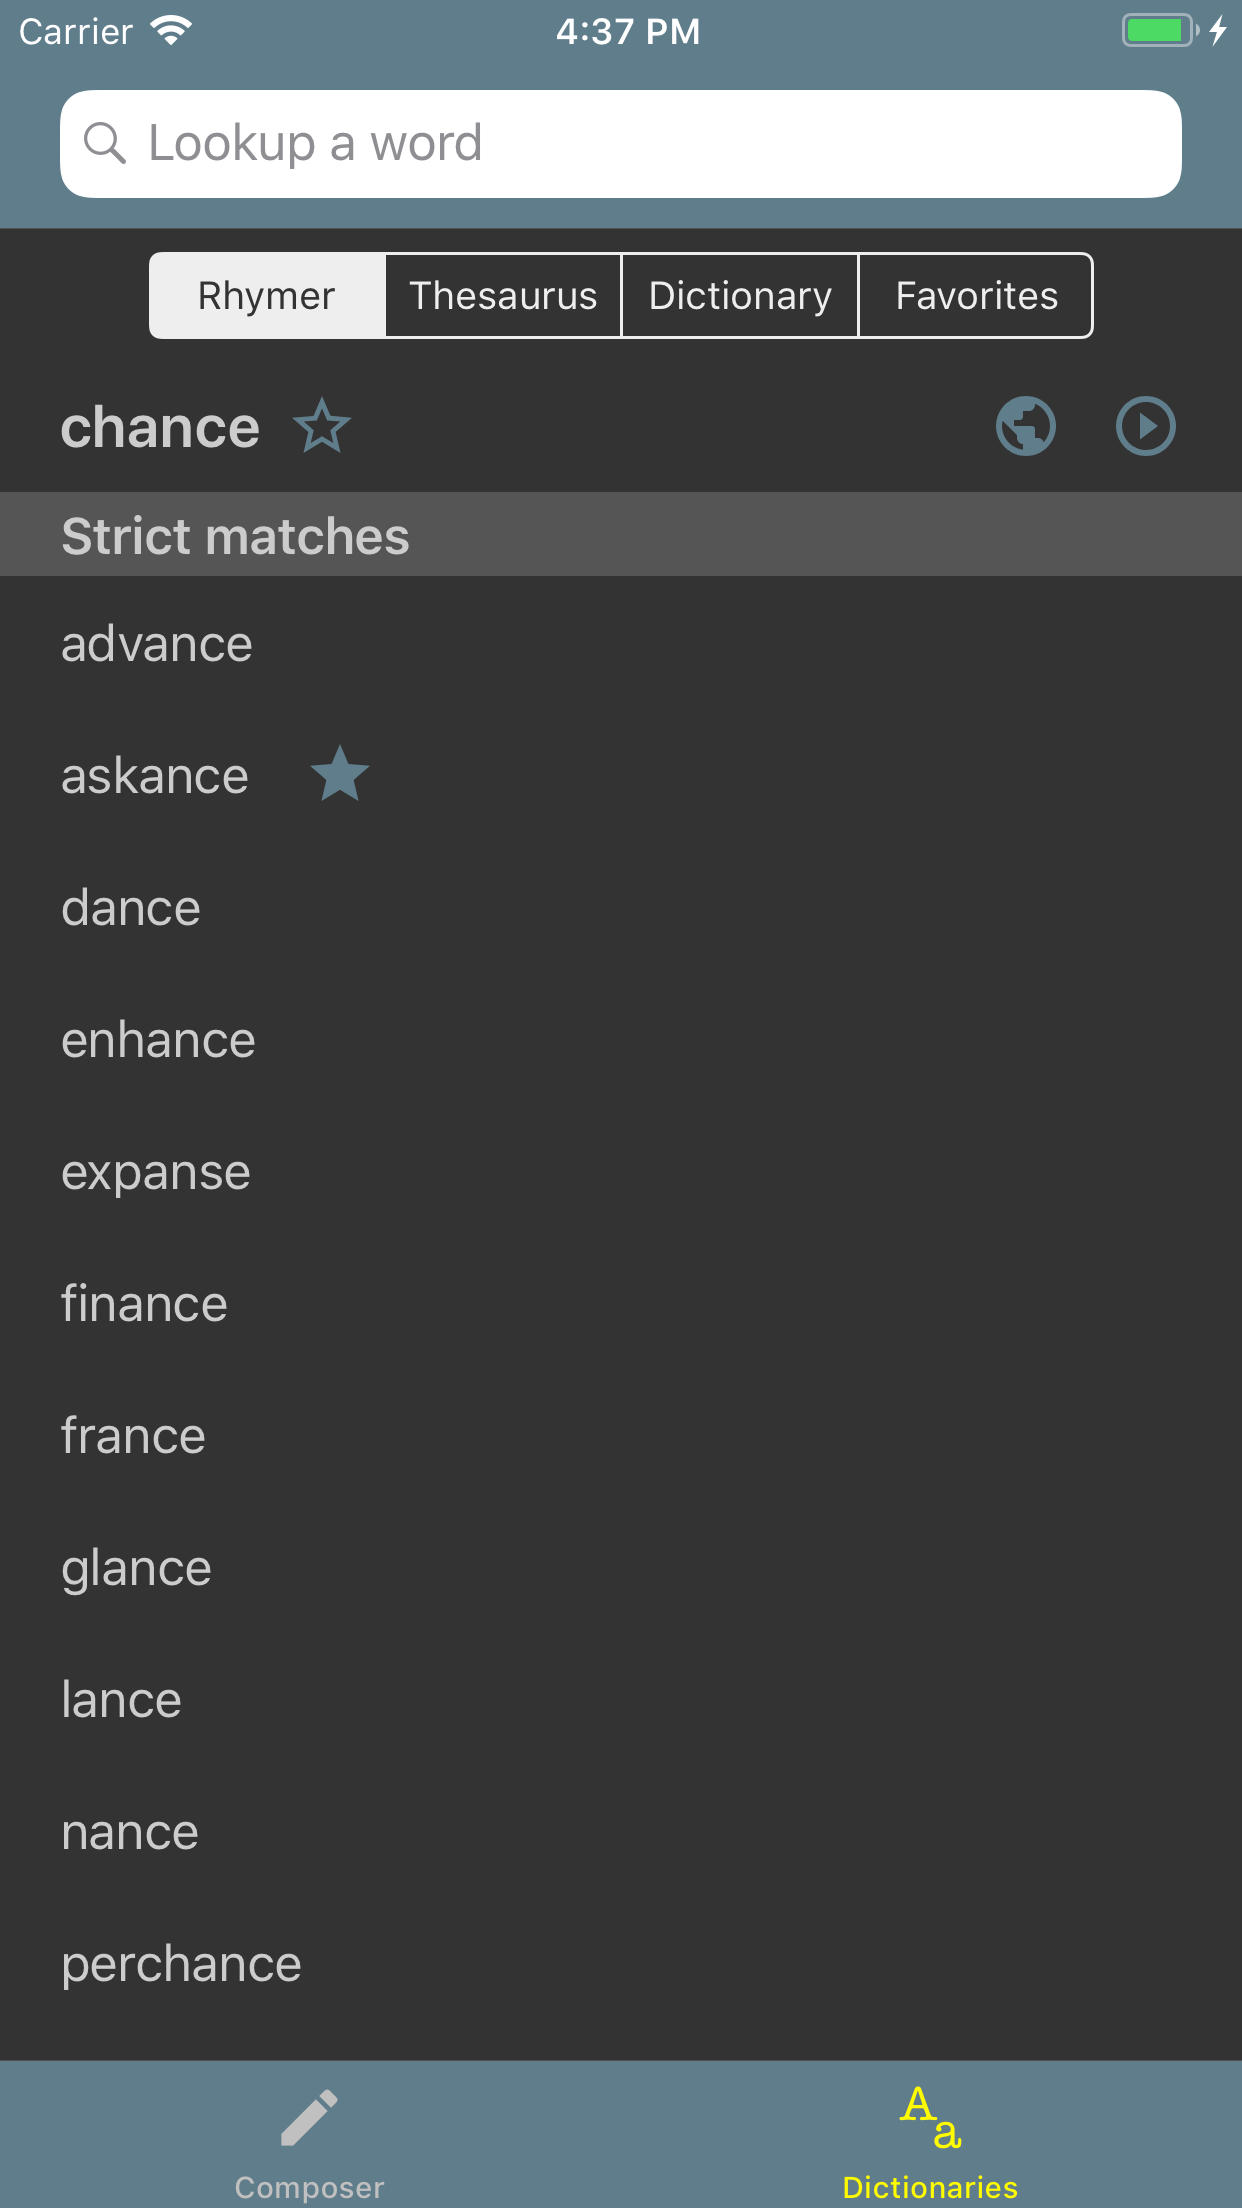 Carrier 4:37 PM
Lookup a word
Rhymer Thesaurus Dictionary Favorites
chance
Strict matches
advance
askance
dance
enhance
expanse
finance
france
glance
lance
nance
perchance
Aa
Composer Dictionaries